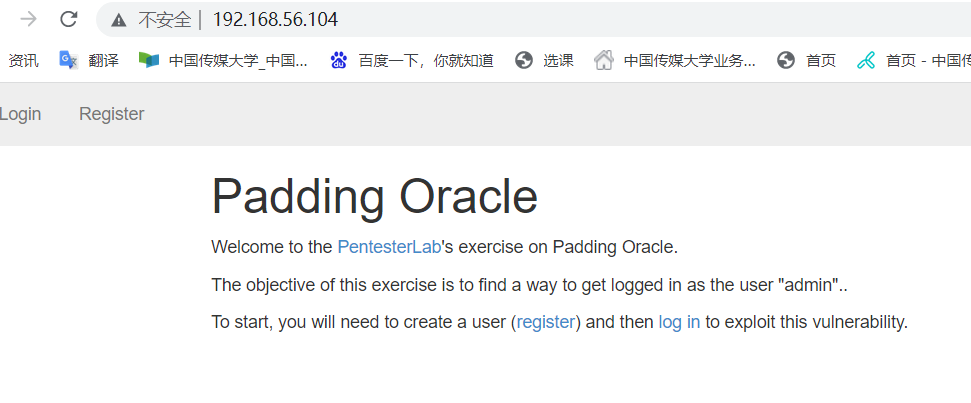 不安全 | 192.168.56.104
资讯 翻译 中国传媒大学_中国... 百度一下，你就知道 选课 中国传媒大学业务... 首页 首页 - 中国传
Login Register
Padding Oracle
Welcome to the PentesterLab's exercise on Padding Oracle.
The objective of this exercise is to find a way to get logged in as the user "admin"..
To start, you will need to create a user (register) and then log in to exploit this vulnerability.